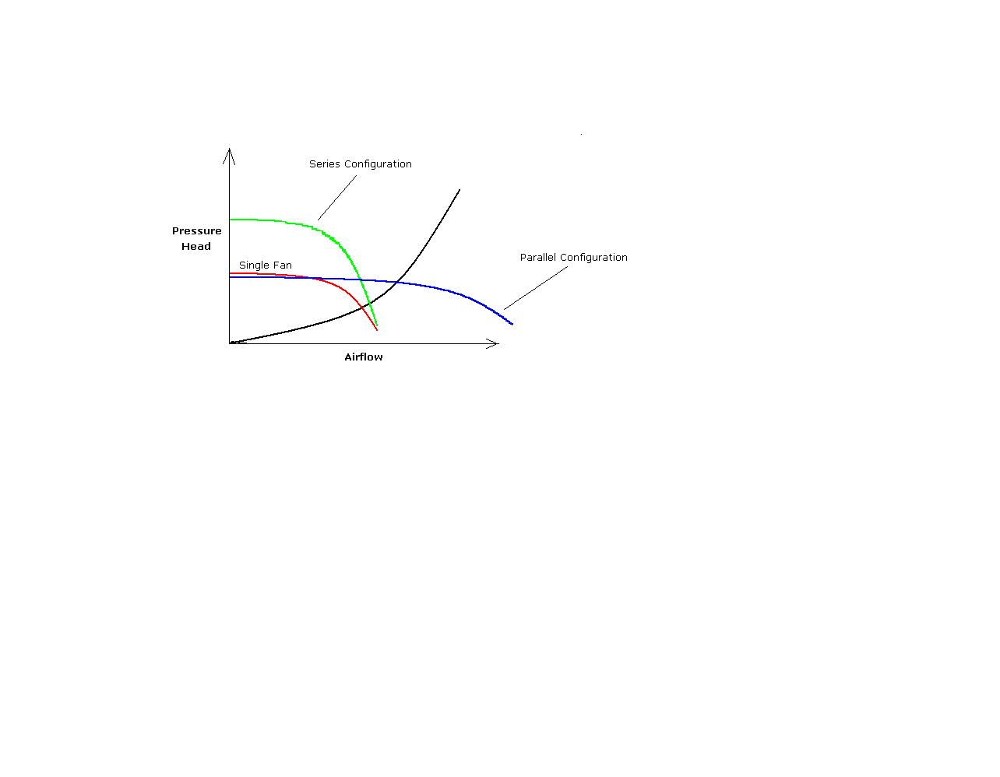 Series Configuration
Pressure
Head
Single Fan
Parallel Configuration
Airflow